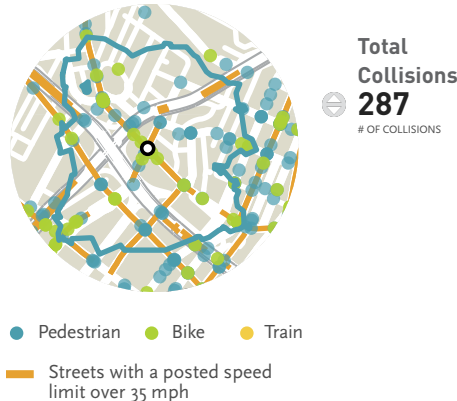 Total
Collisions
287
# OF COLLISIONS
Pedestrian
Bike
Train
Streets with a posted speed
limit over 35 mph